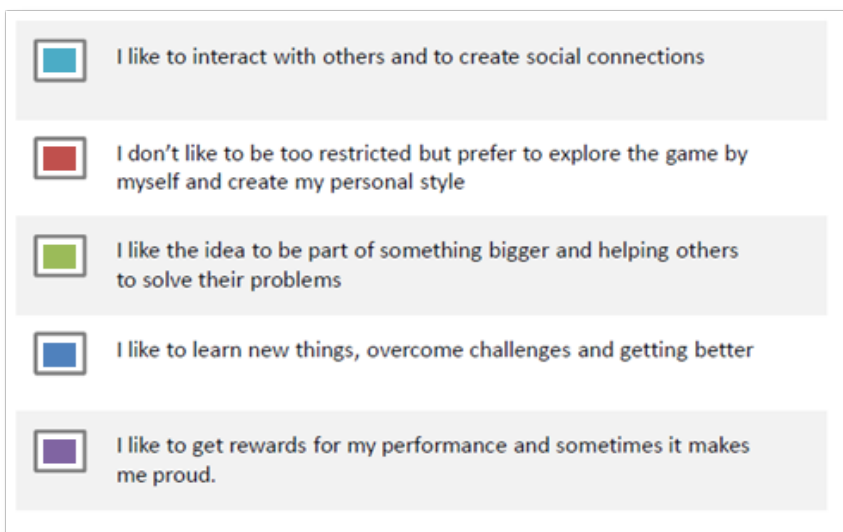 I like to interact with others and to create social connections
I don't like to be too restricted but prefer to explore the game by
myself and create my personal style
I like the idea to be part of something bigger and helping others
to solve their problems
I like to learn new things, overcome challenges and getting better
I like to get rewards for my performance and sometimes it makes
me proud.